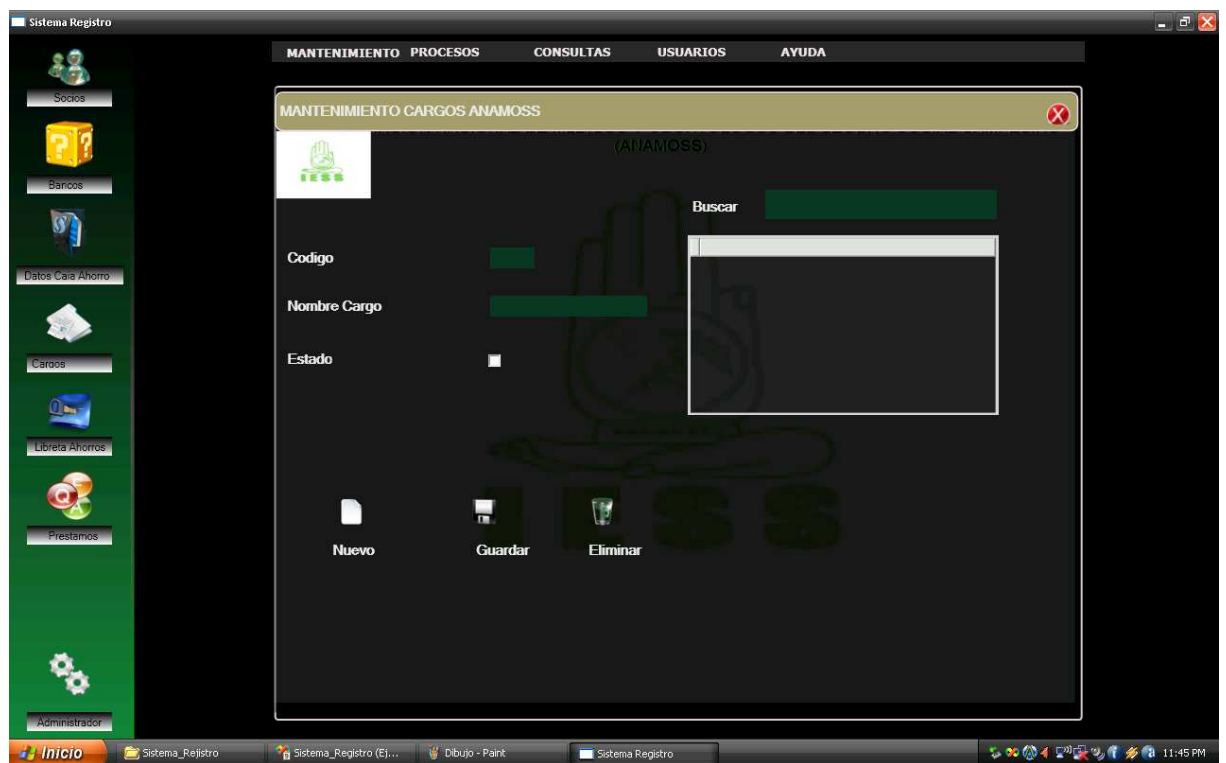 Sistema Registro
MANTENIMIENTO PROCESOS CONSULTAS USUARIOS AYUDA
Socios
Bancos
Datos Caja Ahorro
Cargos
Libreta Ahorros
Prestamos
Administrador
MANTENIMIENTO CARGOS ANAMOSS
(ANAMOSS)
IESS
Buscar
Codigo
Nombre Cargo
Estado
IESS
Nuevo Guardar Eliminar
Inicio Sistema_Rejistro Sistema_Registro (Ej... Dibujo - Paint Sistema Registro 11:45 PM